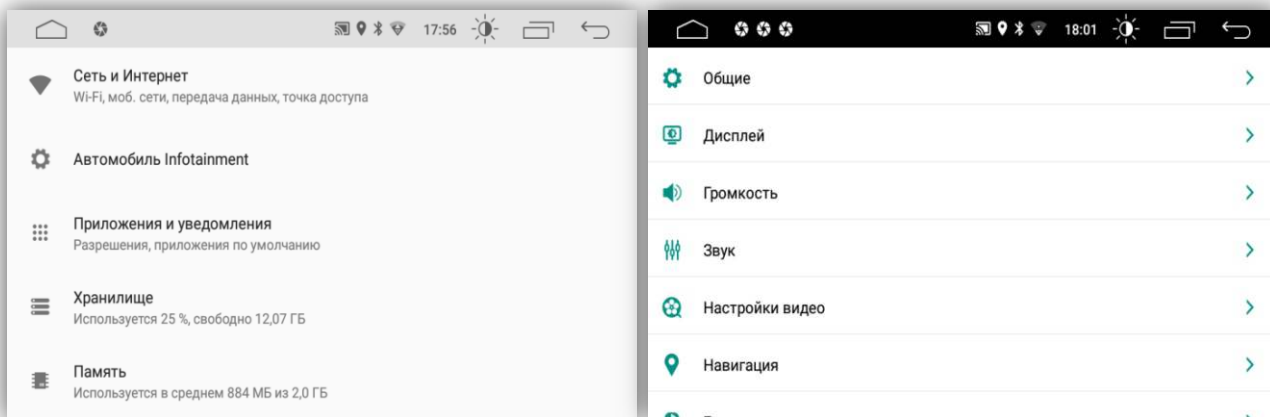 17:56
Сеть и Интернет
Wi-Fi, моб. сети, передача данных, точка доступа
Автомобиль Infotainment
Приложения и уведомления
Разрешения, приложения по умолчанию
Хранилище
Используется 25 %, свободно 12,07 ГБ
Память
Используется в среднем 884 МБ из 2,0 ГБ
18:01
Общие
Дисплей
Громкость
Звук
Настройки видео
Навигация